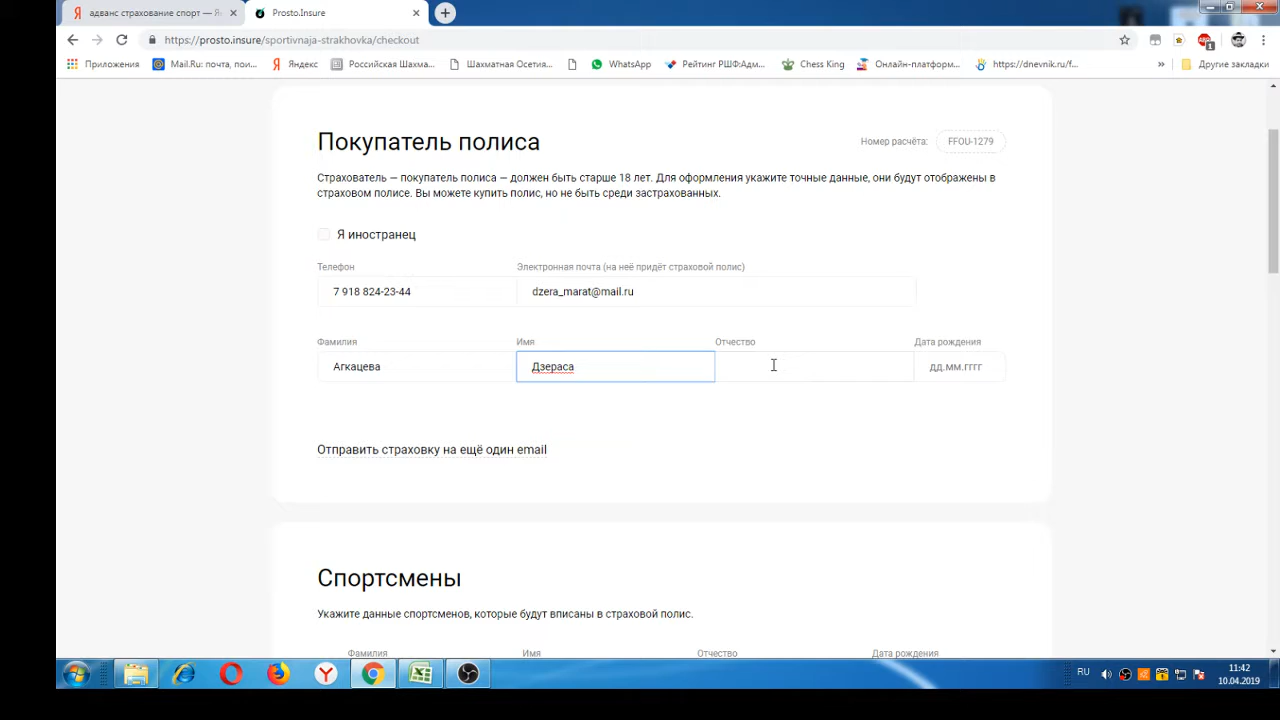 адванс страхование спорт — Я
Prosto.Insure
https://prosto.insure/sportivnaja-strakhovka/checkout
1
Приложения
Mail.Ru: почта, пои...
Яндекс
Российская Шахма...
Шахматная Осетия...
WhatsApp
Рейтинг РШФ:Адм...
Chess King
Онлайн-платформ...
https://dnevnik.ru/f...
»
Другие закладки
Покупатель полиса
Номер расчёта:
FFOU-1279
Страхователь — покупатель полиса — должен быть старше 18 лет. Для оформления укажите точные данные, они будут отображены в
страховом полисе. Вы можете купить полис, но не быть среди застрахованных.
Я иностранец
Телефон
Электронная почта (на неё придёт страховой полис)
7 918 824-23-44
dzera_marat@mail.ru
Фамилия
Имя
Отчество
Дата рождения
Агкацева
Дзераса
дд.мм.гггг
Отправить страховку на ещё один email
Спортсмены
Укажите данные спортсменов, которые будут вписаны в страховой полис.
Фамилия
Имя
Отчество
Дата рождения
RU
11:42
10.04.2019